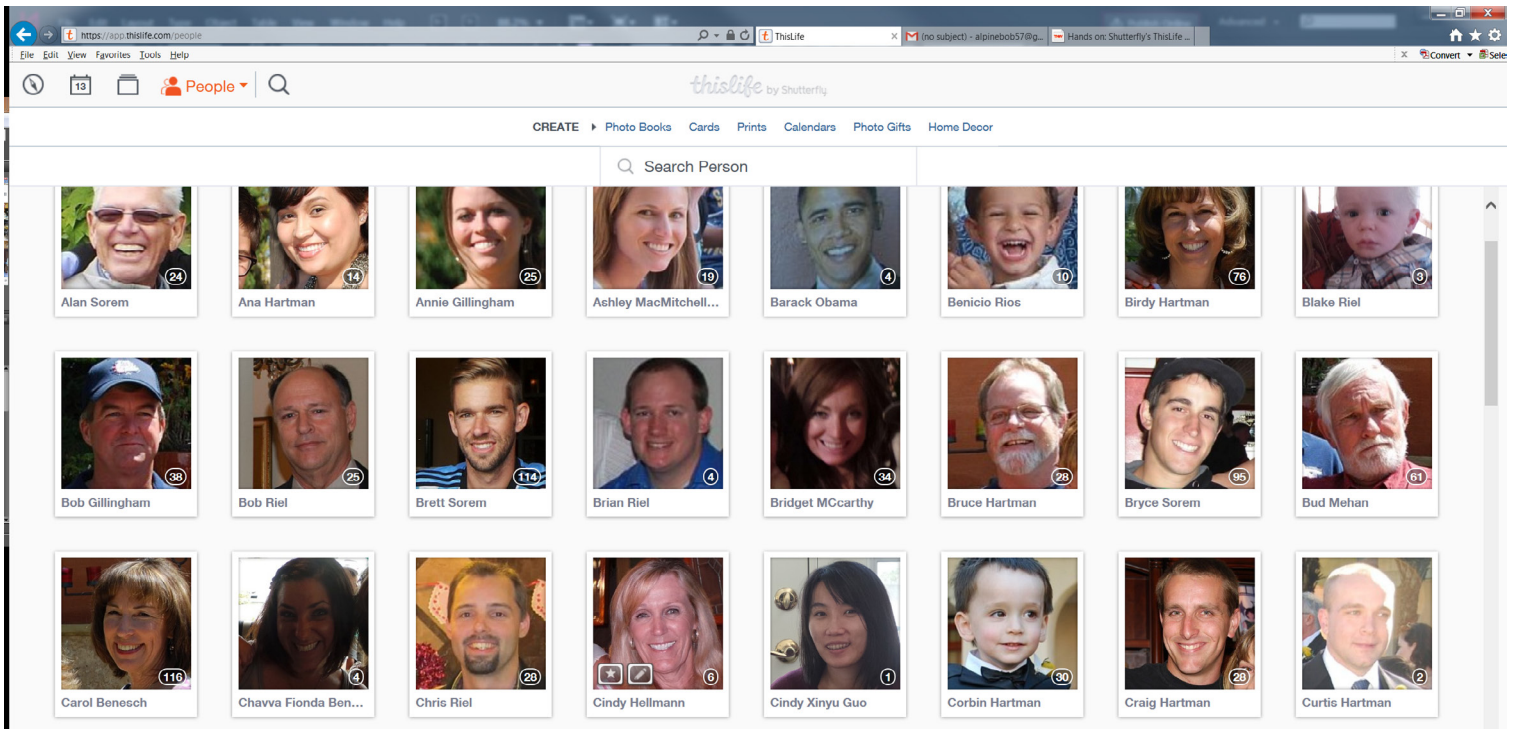 https://app.thislife.com/people
ThisLife
(no subject) - alpinebob57@g...
Hands on: Shutterfly's ThisLife ...
File Edit View Favorites Tools Help
Convert
Sele
13
People
thislife by Shutterfly.
CREATE Photo Books Cards Prints Calendars Photo Gifts Home Decor
Search Person
24 14 25 19 4 10 76 3
Alan Sorem Ana Hartman Annie Gillingham Ashley MacMitchell... Barack Obama Benicio Rios Birdy Hartman Blake Riel
38 25 114 4 34 28 95 61
Bob Gillingham Bob Riel Brett Sorem Brian Riel Bridget MCcarthy Bruce Hartman Bryce Sorem Bud Mehan
116 4 28 6 1 30 28 2
Carol Benesch Chavva Fionda Ben... Chris Riel Cindy Hellmann Cindy Xinyu Guo Corbin Hartman Craig Hartman Curtis Hartman